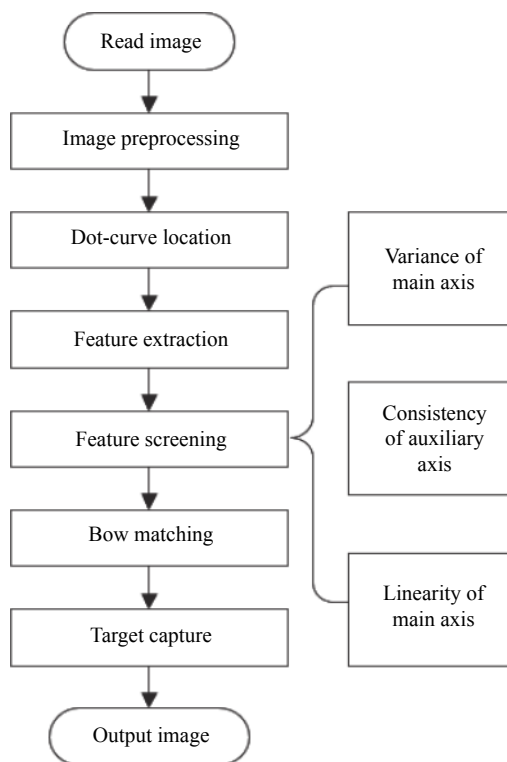 Read image
Image preprocessing
Dot-curve location
Feature extraction
Feature screening
Bow matching
Target capture
Output image
Variance of
main axis
Consistency
of auxiliary
axis
Linearity of
main axis